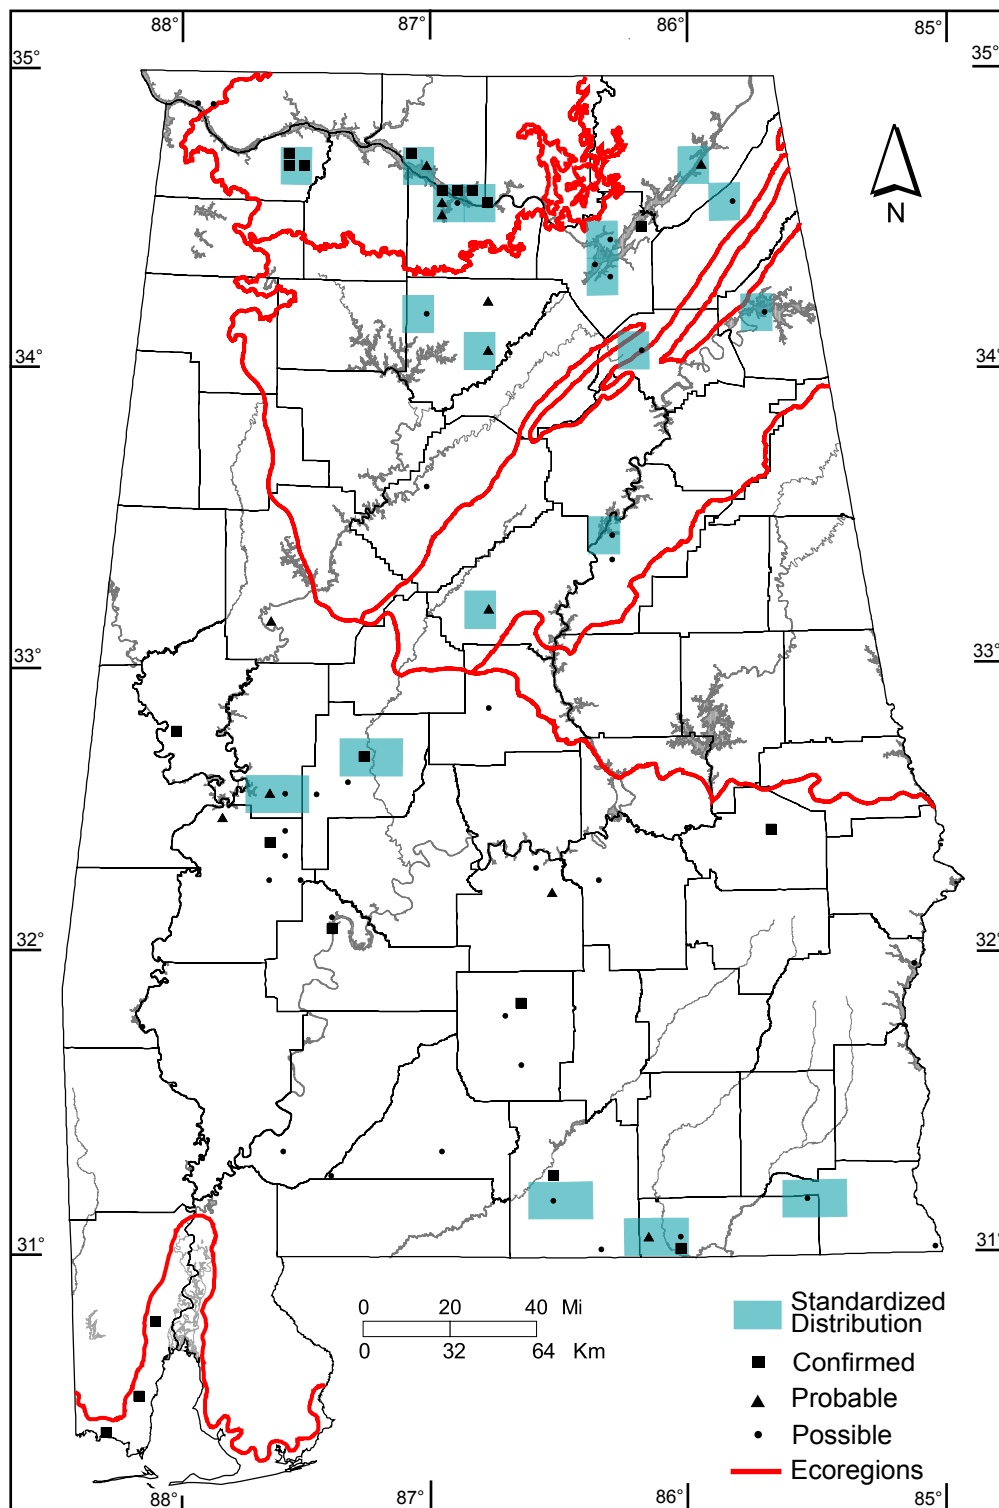 88° 87° 86° 85°
35° 35°
N
34° 34°
33° 33°
32° 32°
31° 31°
0 20 40 Mi
0 32 64 Km
Standardized
Distribution
Confirmed
Probable
Possible
Ecoregions
88° 87° 86° 85°